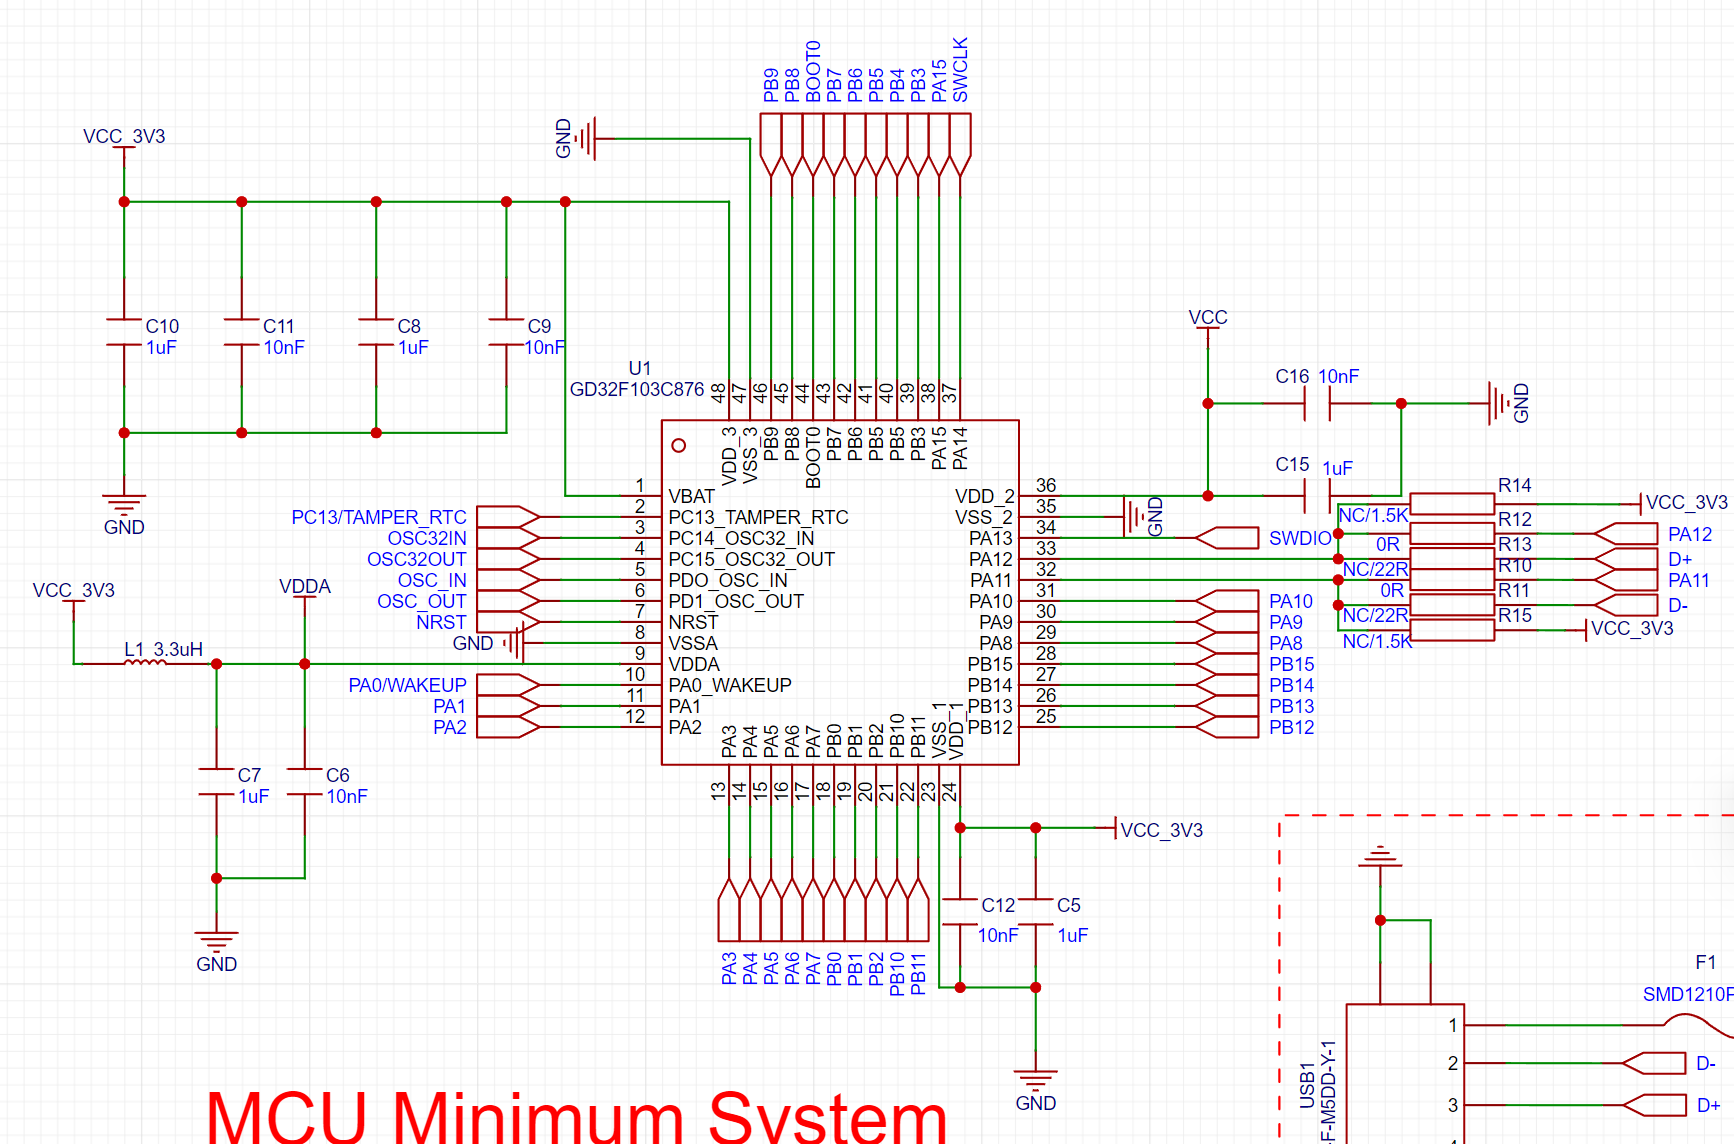 PB9
PB8
BOOT0
PB7
PB6
PB5
PB4
PB3
PA15
SWCLK
VCC_3V3
GND
C10
1uF
C11
10nF
C8
1uF
C9
10nF
GND
U1
GD32F103C876
48
47
46
45
44
43
42
41
40
39
38
37
VDD_3
VSS_3
PB9
PB8
BOOT0
PB7
PB6
PB5
PB5
PB3
PA15
PA14
VCC
C16 10nF
GND
C15 1uF
PC13/TAMPER_RTC
OSC32IN
OSC32OUT
OSC_IN
OSC_OUT
NRST
GND
PA0/WAKEUP
PA1
PA2
1 VBAT
2 PC13_TAMPER_RTC
3 PC14_OSC32_IN
4 PC15_OSC32_OUT
5 PDO_OSC_IN
6 PD1_OSC_OUT
7 NRST
8 VSSA
9 VDDA
10 PA0_WAKEUP
11 PA1
12 PA2
VDD_2 36
VSS_2 35
PA13 34
PA12 33
PA11 32
PA10 31
PA9 30
PA8 29
PB15 28
PB14 27
PB13 26
PB12 25
GND
SWDIO
PA10
PA9
PA8
PB15
PB14
PB13
PB12
R14
NC/1.5K
VCC_3V3
R12
0R
PA12
R13
NC/22R
D+
R10
0R
PA11
R11
NC/22R
D-
R15
NC/1.5K
VCC_3V3
VCC_3V3
VDDA
L1 3.3uH
C7
1uF
C6
10nF
GND
PA3
PA4
PA5
PA6
PA7
PB0
PB1
PB2
PB10
PB11
VSS_1
VDD_1
13
14
15
16
17
18
19
20
21
22
23
24
VCC_3V3
C12
10nF
C5
1uF
PA3
PA4
PA5
PA6
PA7
PB0
PB1
PB2
PB10
PB11
GND
F1
SMD1210P
USB1
F-M5DD-Y-1
1
2
3
D-
D+
MCU Minimum System